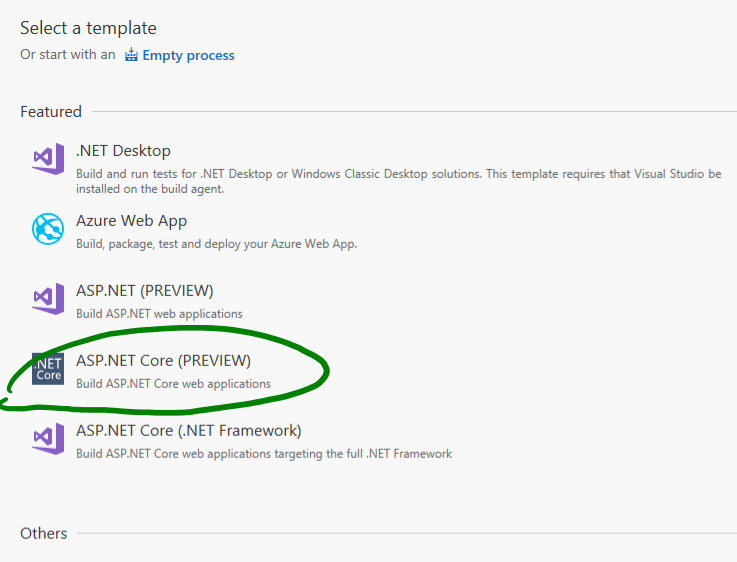 Select a template
Or start with an Empty process
Featured
.NET Desktop
Build and run tests for .NET Desktop or Windows Classic Desktop solutions. This template requires that Visual Studio be
installed on the build agent.
Azure Web App
Build, package, test and deploy your Azure Web App.
ASP.NET (PREVIEW)
Build ASP.NET web applications
.NET
Core
ASP.NET Core (PREVIEW)
Build ASP.NET Core web applications
ASP.NET Core (.NET Framework)
Build ASP.NET Core web applications targeting the full .NET Framework
Others